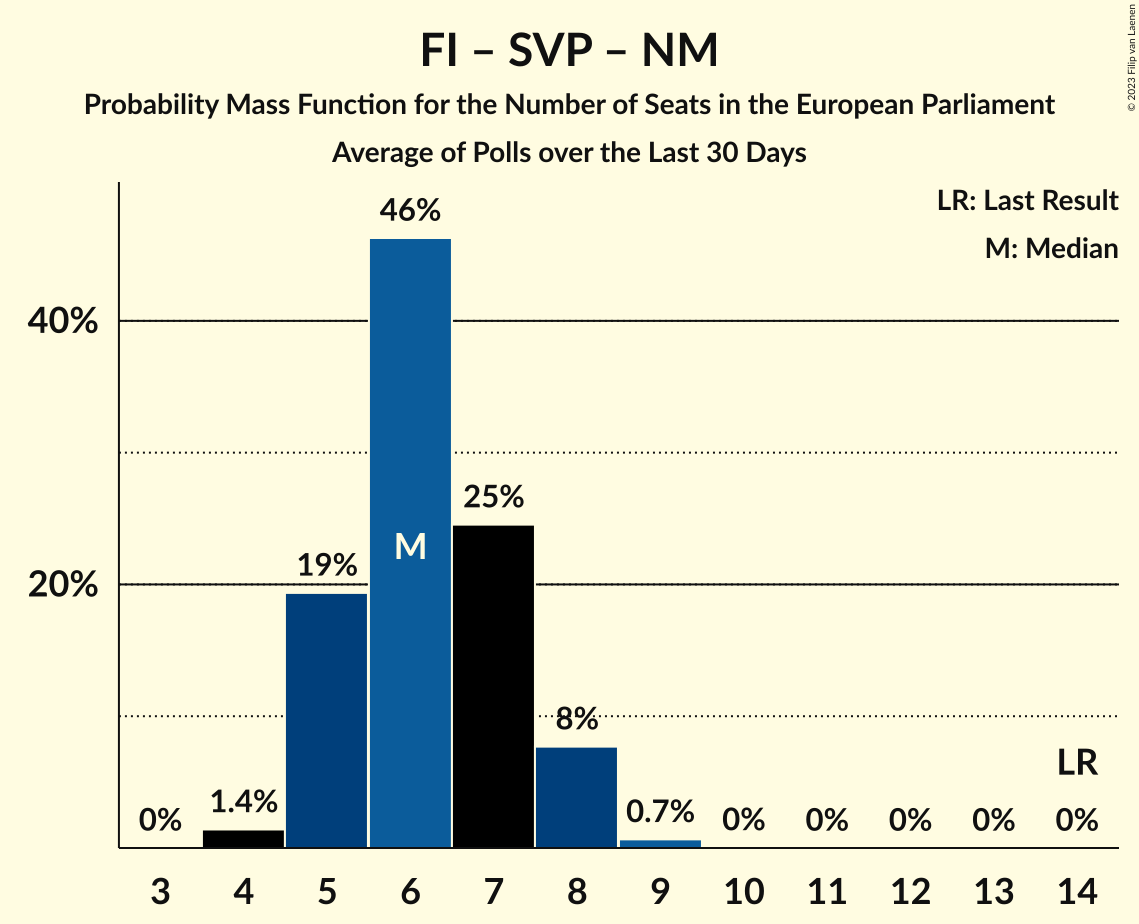 FI – SVP – NM
Probability Mass Function for the Number of Seats in the European Parliament
Average of Polls over the Last 30 Days
© 2023 Filip van Laenen
LR: Last Result
M: Median
46%
40%
25%
M
19%
20%
8%
LR
0%
1.4%
0.7%
0%
0%
0%
0%
0%
3 4 5 6 7 8 9 10 11 12 13 14